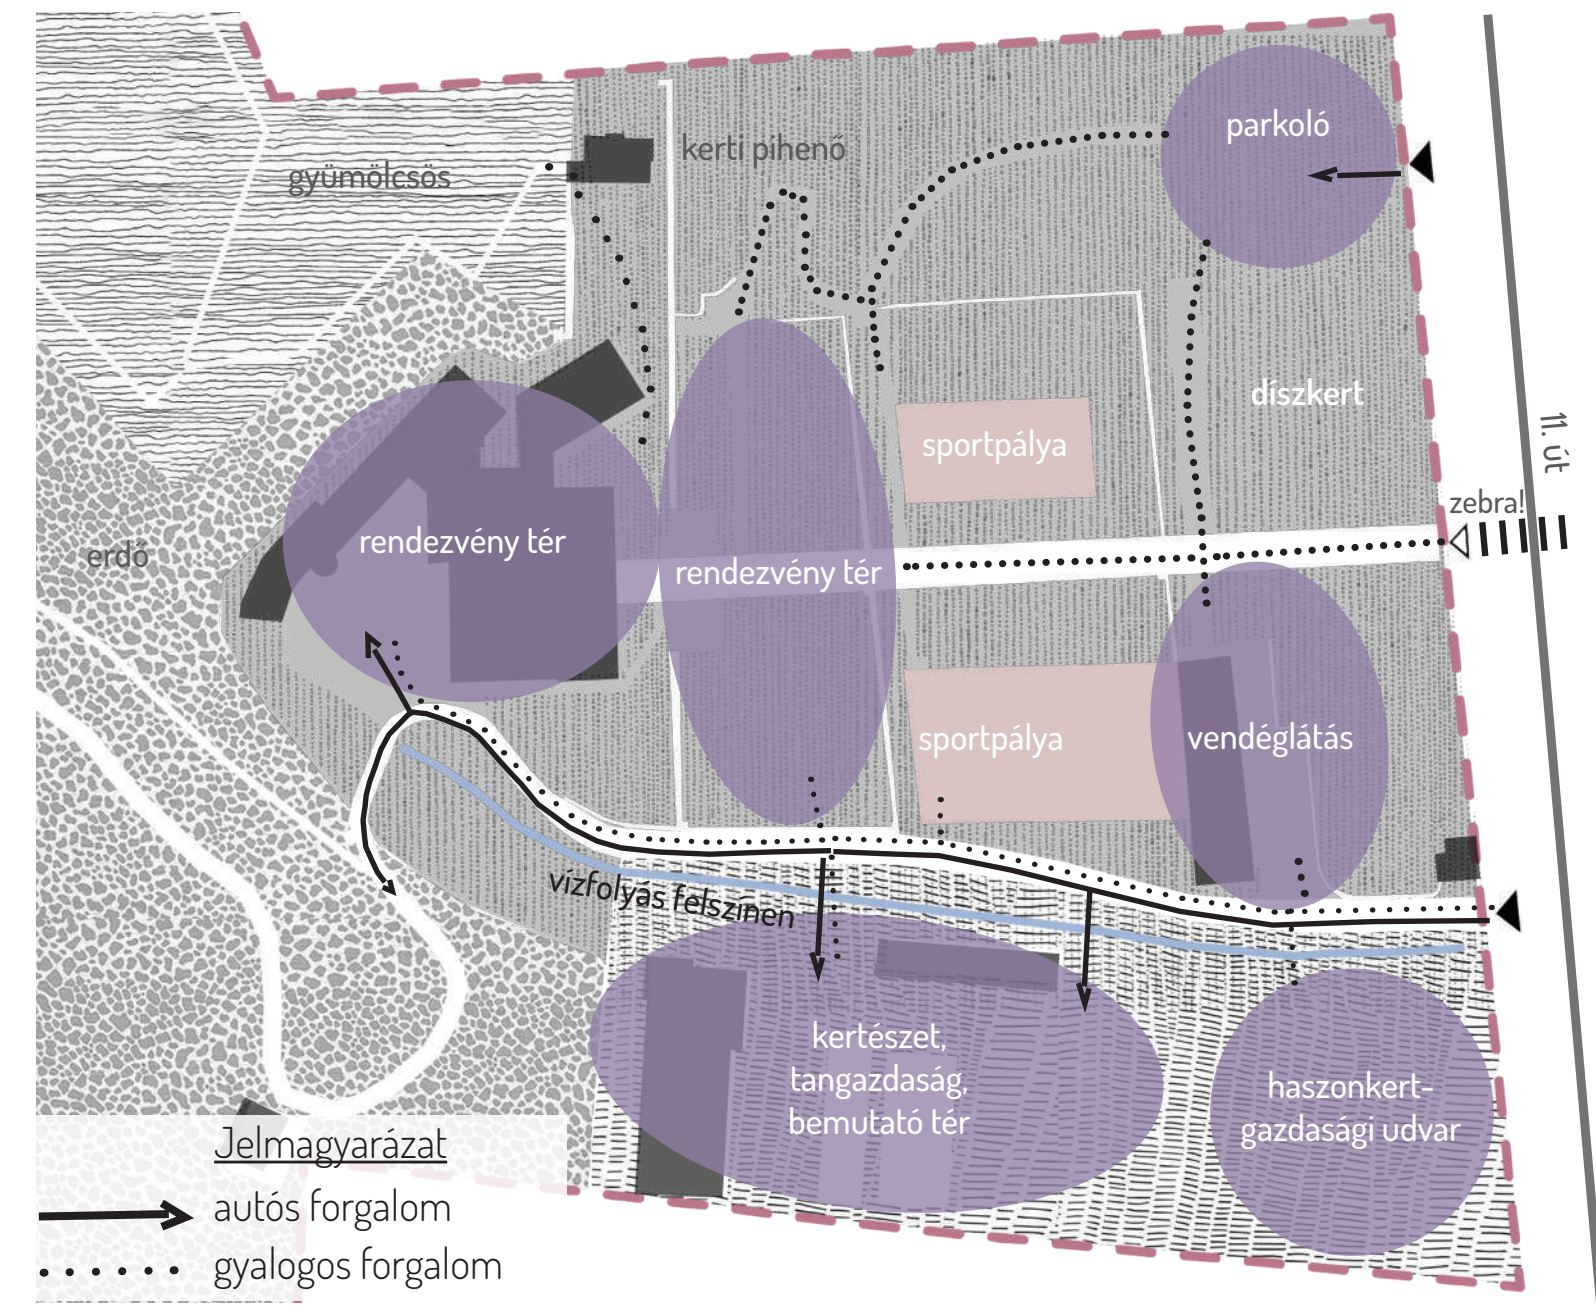 parkoló
kerti pihenő
gyümölcsös
díszkert
11. út
sportpálya
zebra!
rendezvény tér
erdő
rendezvény tér
sportpálya
vendéglátás
vízfolyás felszínen
kertészet,
tangazdaság,
bemutató tér
haszonkert-
gazdasági udvar
Jelmagyarázat
autós forgalom
gyalogos forgalom